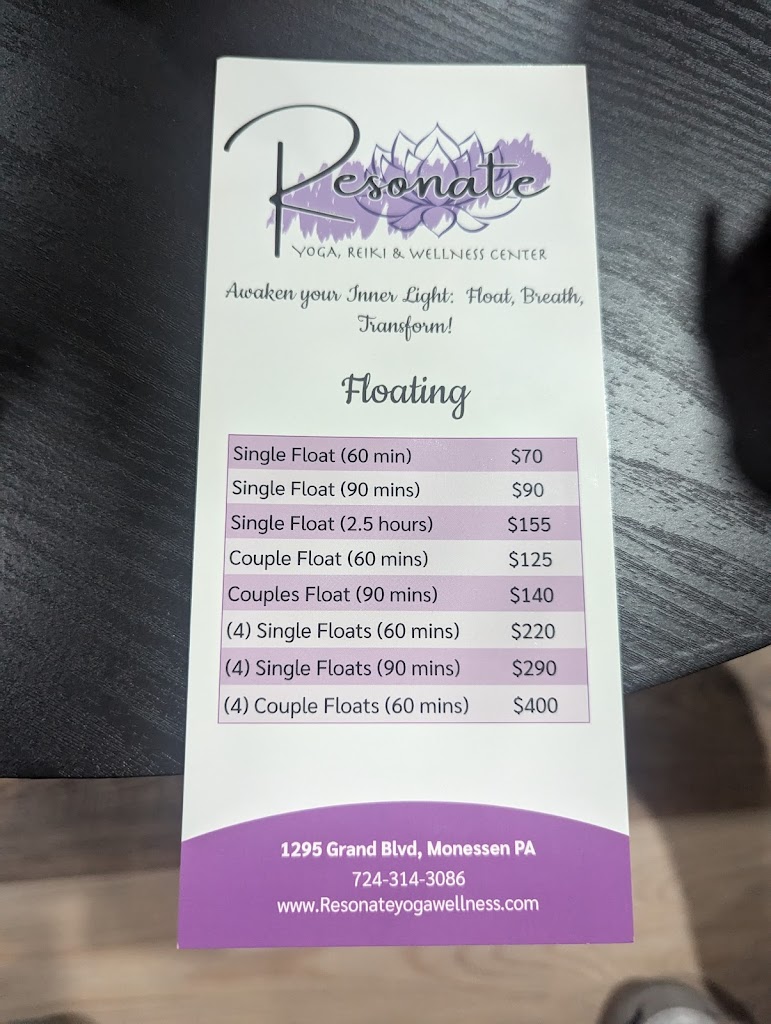 Resonate
YOGA, REIKI & WELLNESS CENTER
Awaken your Inner Light: Float, Breath,
Transform!
Floating
Single Float (60 min) $70
Single Float (90 mins) $90
Single Float (2.5 hours) $155
Couple Float (60 mins) $125
Couples Float (90 mins) $140
(4) Single Floats (60 mins) $220
(4) Single Floats (90 mins) $290
(4) Couple Floats (60 mins) $400
1295 Grand Blvd, Monessen PA
724-314-3086
www.Resonateyogawellness.com